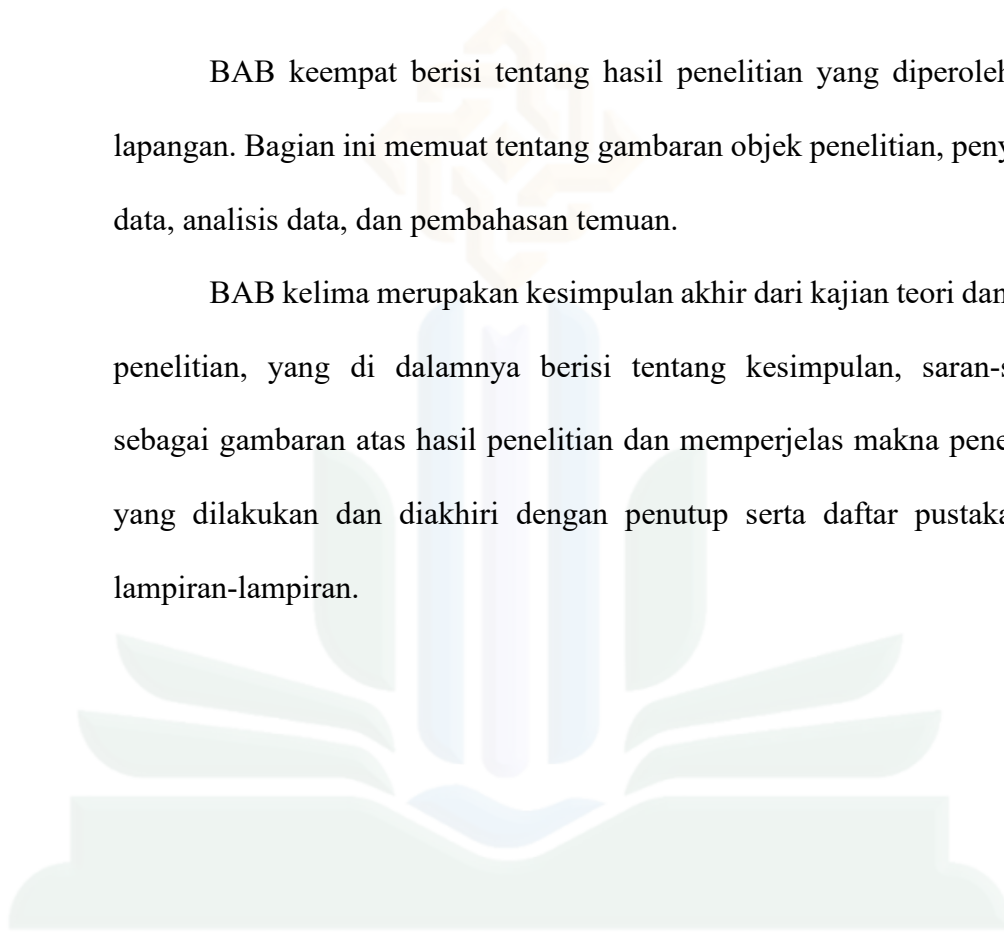 BAB keempat berisi tentang hasil penelitian yang diperoleh
lapangan. Bagian ini memuat tentang gambaran objek penelitian,
data, analisis data, dan pembahasan temuan.
BAB kelima merupakan kesimpulan akhir dari kajian teori dan
penelitian, yang di dalamnya berisi tentang kesimpulan,
sebagai gambaran atas hasil penelitian dan memperjelas makna
yang dilakukan dan diakhiri dengan penutup serta daftar pustaka
lampiran-lampiran.